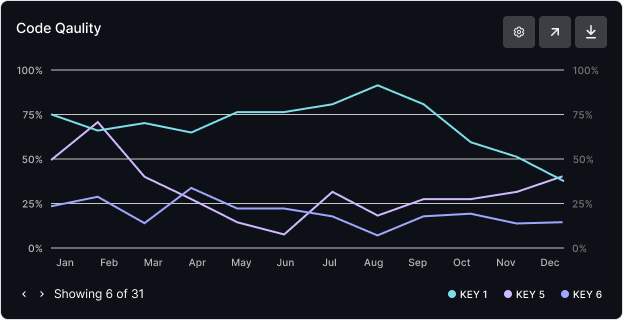 Code Qaulity
100% 100%
75% 75%
50% 50%
25% 25%
0% 0%
Jan Feb Mar Apr May Jun Jul Aug Sep Oct Nov Dec
Showing 6 of 31 KEY 1 KEY 5 KEY 6